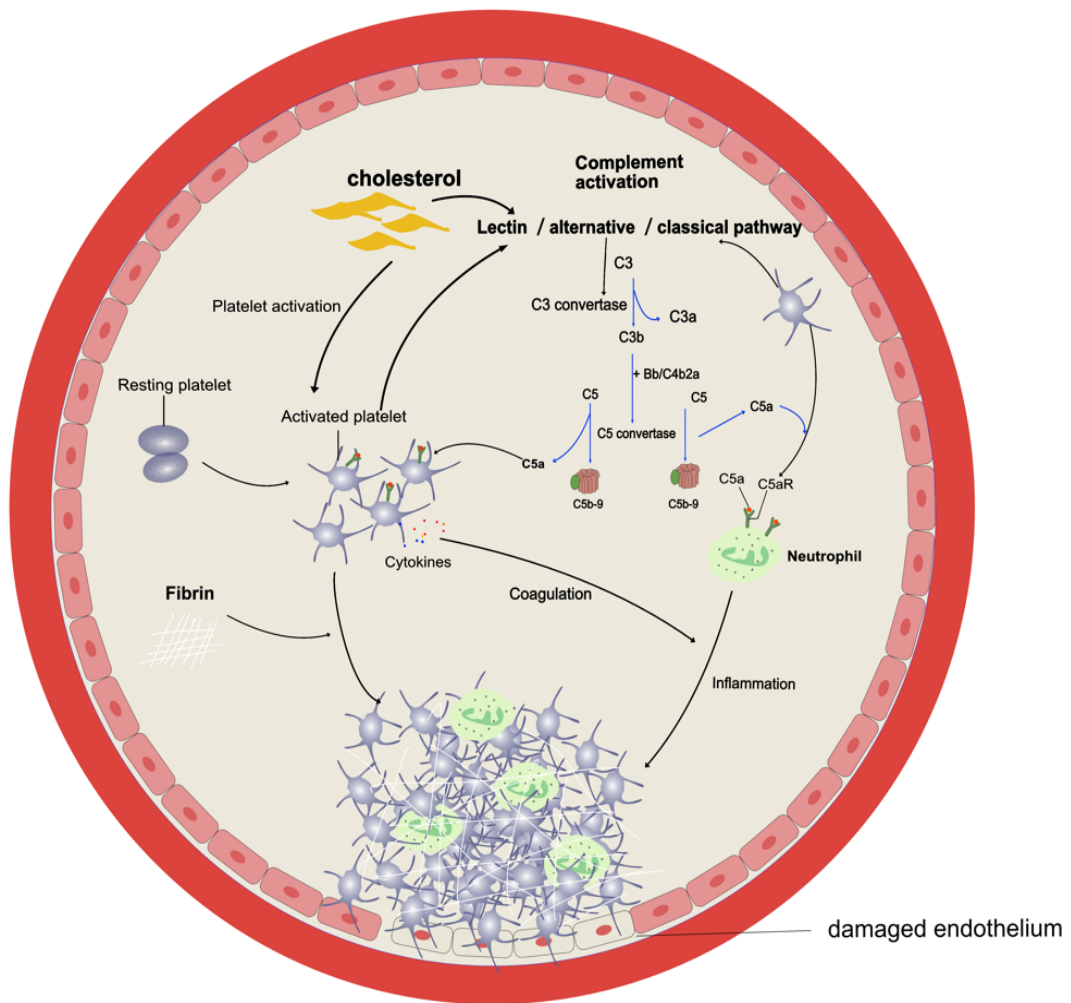 Complement
activation
cholesterol
Lectin / alternative / classical pathway
C3
Platelet activation
C3 convertase
C3a
C3b
+ Bb/C4b2a
Resting platelet
Activated platelet
C5
C5
C5a
C5 convertase
C5a
C5b-9
C5b-9
C5a
C5aR
Neutrophil
Cytokines
Fibrin
Coagulation
Inflammation
damaged endothelium